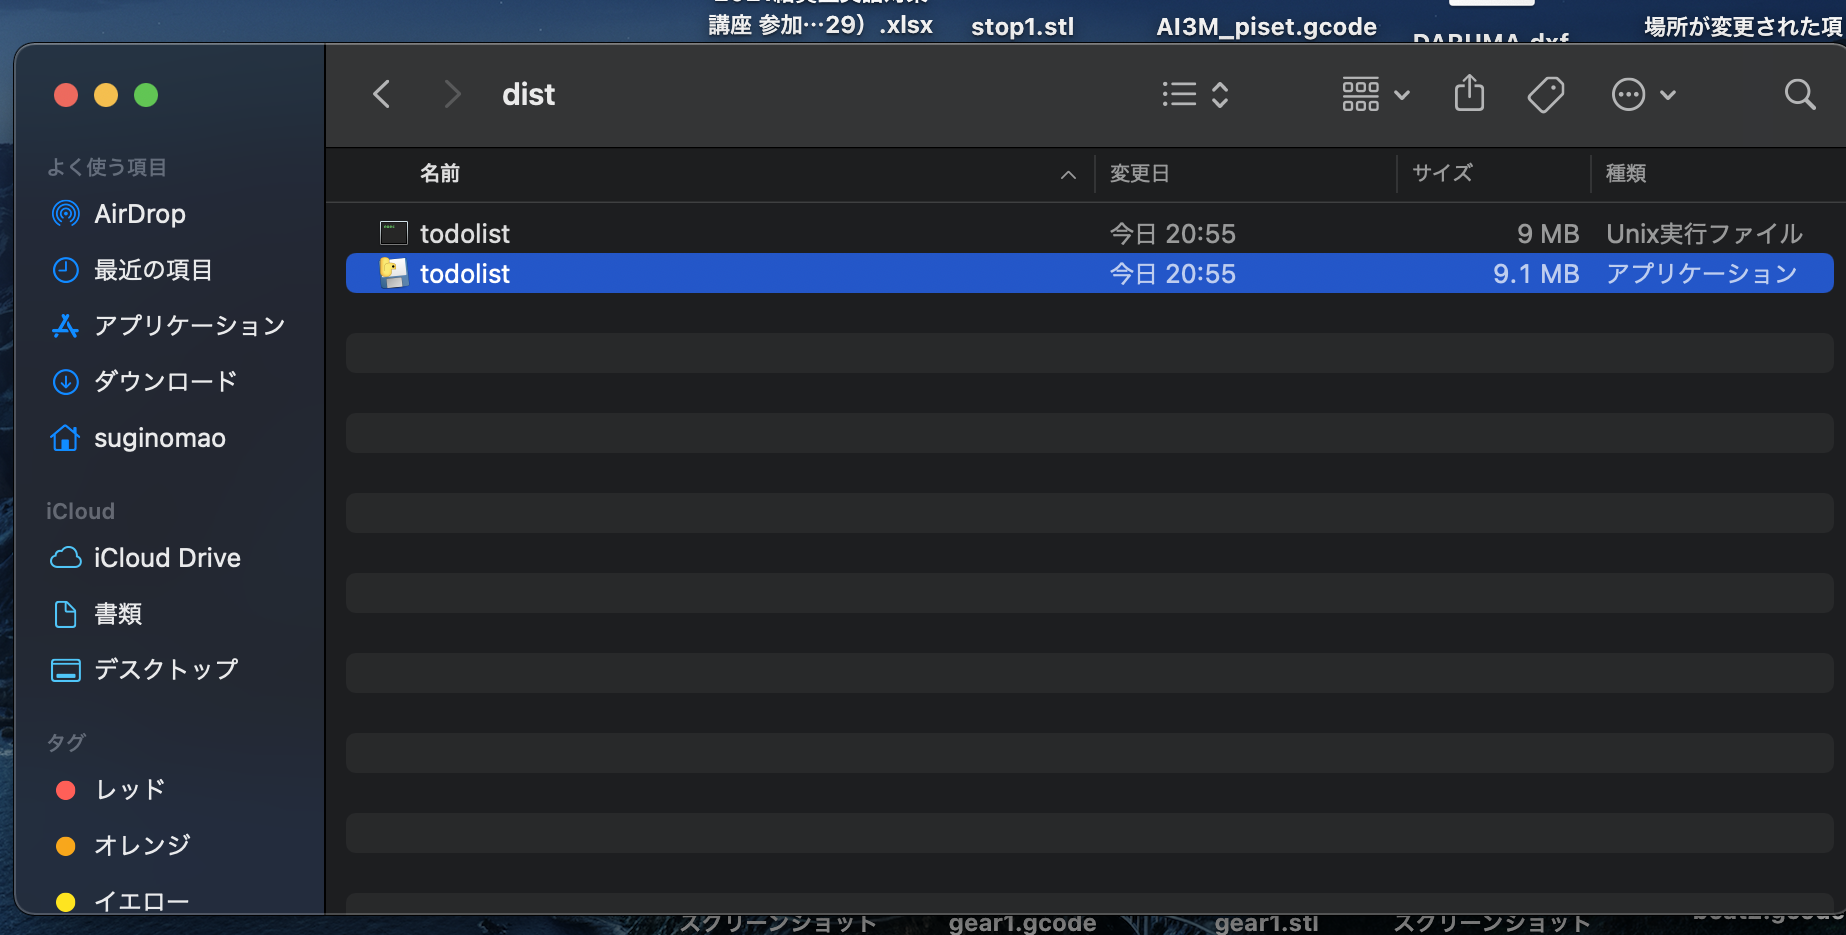 講座 参加…29）.xlsx
stop1.stl
AI3M_piset.gcode
DARUMA.dxf
場所が変更された項
dist
よく使う項目
AirDrop
最近の項目
アプリケーション
ダウンロード
suginomao
iCloud
iCloud Drive
書類
デスクトップ
タグ
レッド
オレンジ
イエロー
名前
変更日
サイズ
種類
todolist
今日 20:55
9 MB
Unix実行ファイル
todolist
今日 20:55
9.1 MB
アプリケーション
スクリーンショット
gear1.gcode
gear1.stl
スクリーンショット